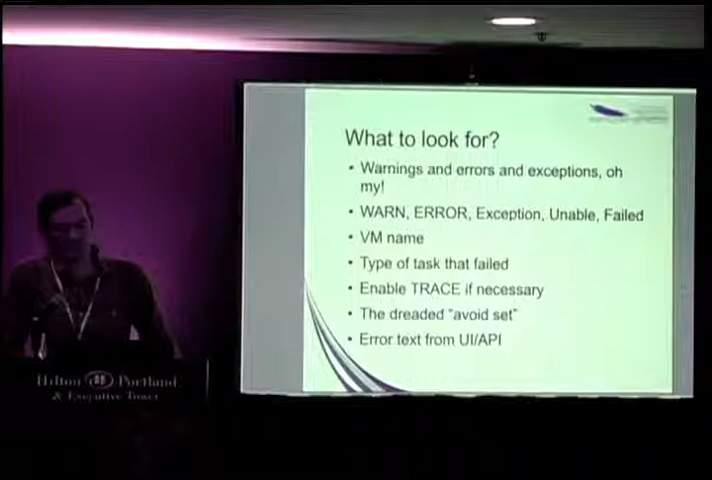 What to look for?
• Warnings and errors and exceptions, oh
my!
• WARN, ERROR, Exception, Unable, Failed
• VM name
• Type of task that failed
• Enable TRACE if necessary
• The dreaded "avoid set"
• Error text from UI/API
Hilton Portland
& Executive Tower